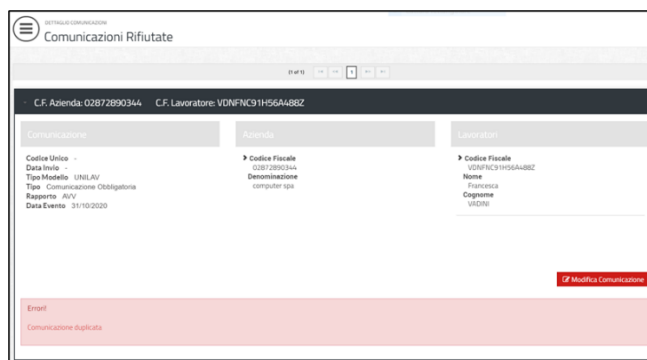 DETTAGLIO COMUNICAZIONI
Comunicazioni Rifiutate
(1 of 1) 1
C.F. Azienda: 02872890344 C.F. Lavoratore: VDNFNC91H56A488Z
Comunicazione
Azienda
Lavoratori
Codice Unico -
Data Invio -
Tipo Modello UNILAV
Tipo Comunicazione Obbligatoria
Rapporto AVV
Data Evento 31/10/2020
Codice Fiscale
02872890344
Denominazione
computer spa
Codice Fiscale
VDNFNC91H56A488Z
Nome
Francesca
Cognome
VADINI
Modifica Comunicazione
Errori!
Comunicazione duplicata